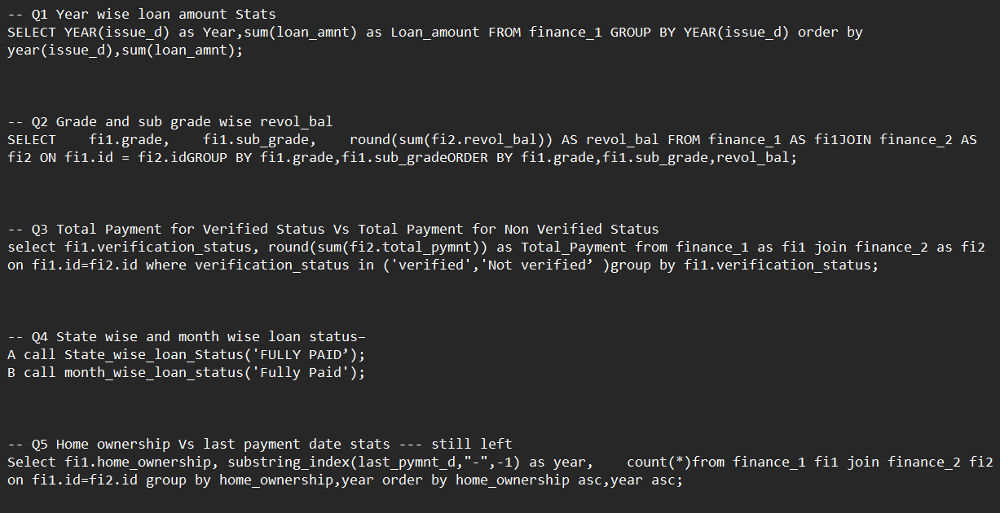 -- Q1 Year wise loan amount Stats
SELECT YEAR(issue_d) as Year,sum(loan_amnt) as Loan_amount FROM finance_1 GROUP BY YEAR(issue_d) order by
year(issue_d),sum(loan_amnt);
-- Q2 Grade and sub grade wise revol_bal
SELECT    fi1.grade,    fi1.sub_grade,    round(sum(fi2.revol_bal)) AS revol_bal FROM finance_1 AS fi1JOIN finance_2 AS
fi2 ON fi1.id = fi2.idGROUP BY fi1.grade,fi1.sub_gradeORDER BY fi1.grade,fi1.sub_grade,revol_bal;
-- Q3 Total Payment for Verified Status Vs Total Payment for Non Verified Status
select fi1.verification_status, round(sum(fi2.total_pymnt)) as Total_Payment from finance_1 as fi1 join finance_2 as fi2
on fi1.id=fi2.id where verification_status in ('verified','Not verified’ )group by fi1.verification_status;
-- Q4 State wise and month wise loan status–
A call State_wise_loan_Status('FULLY PAID’);
B call month_wise_loan_status('Fully Paid');
-- Q5 Home ownership Vs last payment date stats --- still left
Select fi1.home_ownership, substring_index(last_pymnt_d,"-",-1) as year,    count(*)from finance_1 fi1 join finance_2 fi2
on fi1.id=fi2.id group by home_ownership,year order by home_ownership asc,year asc;